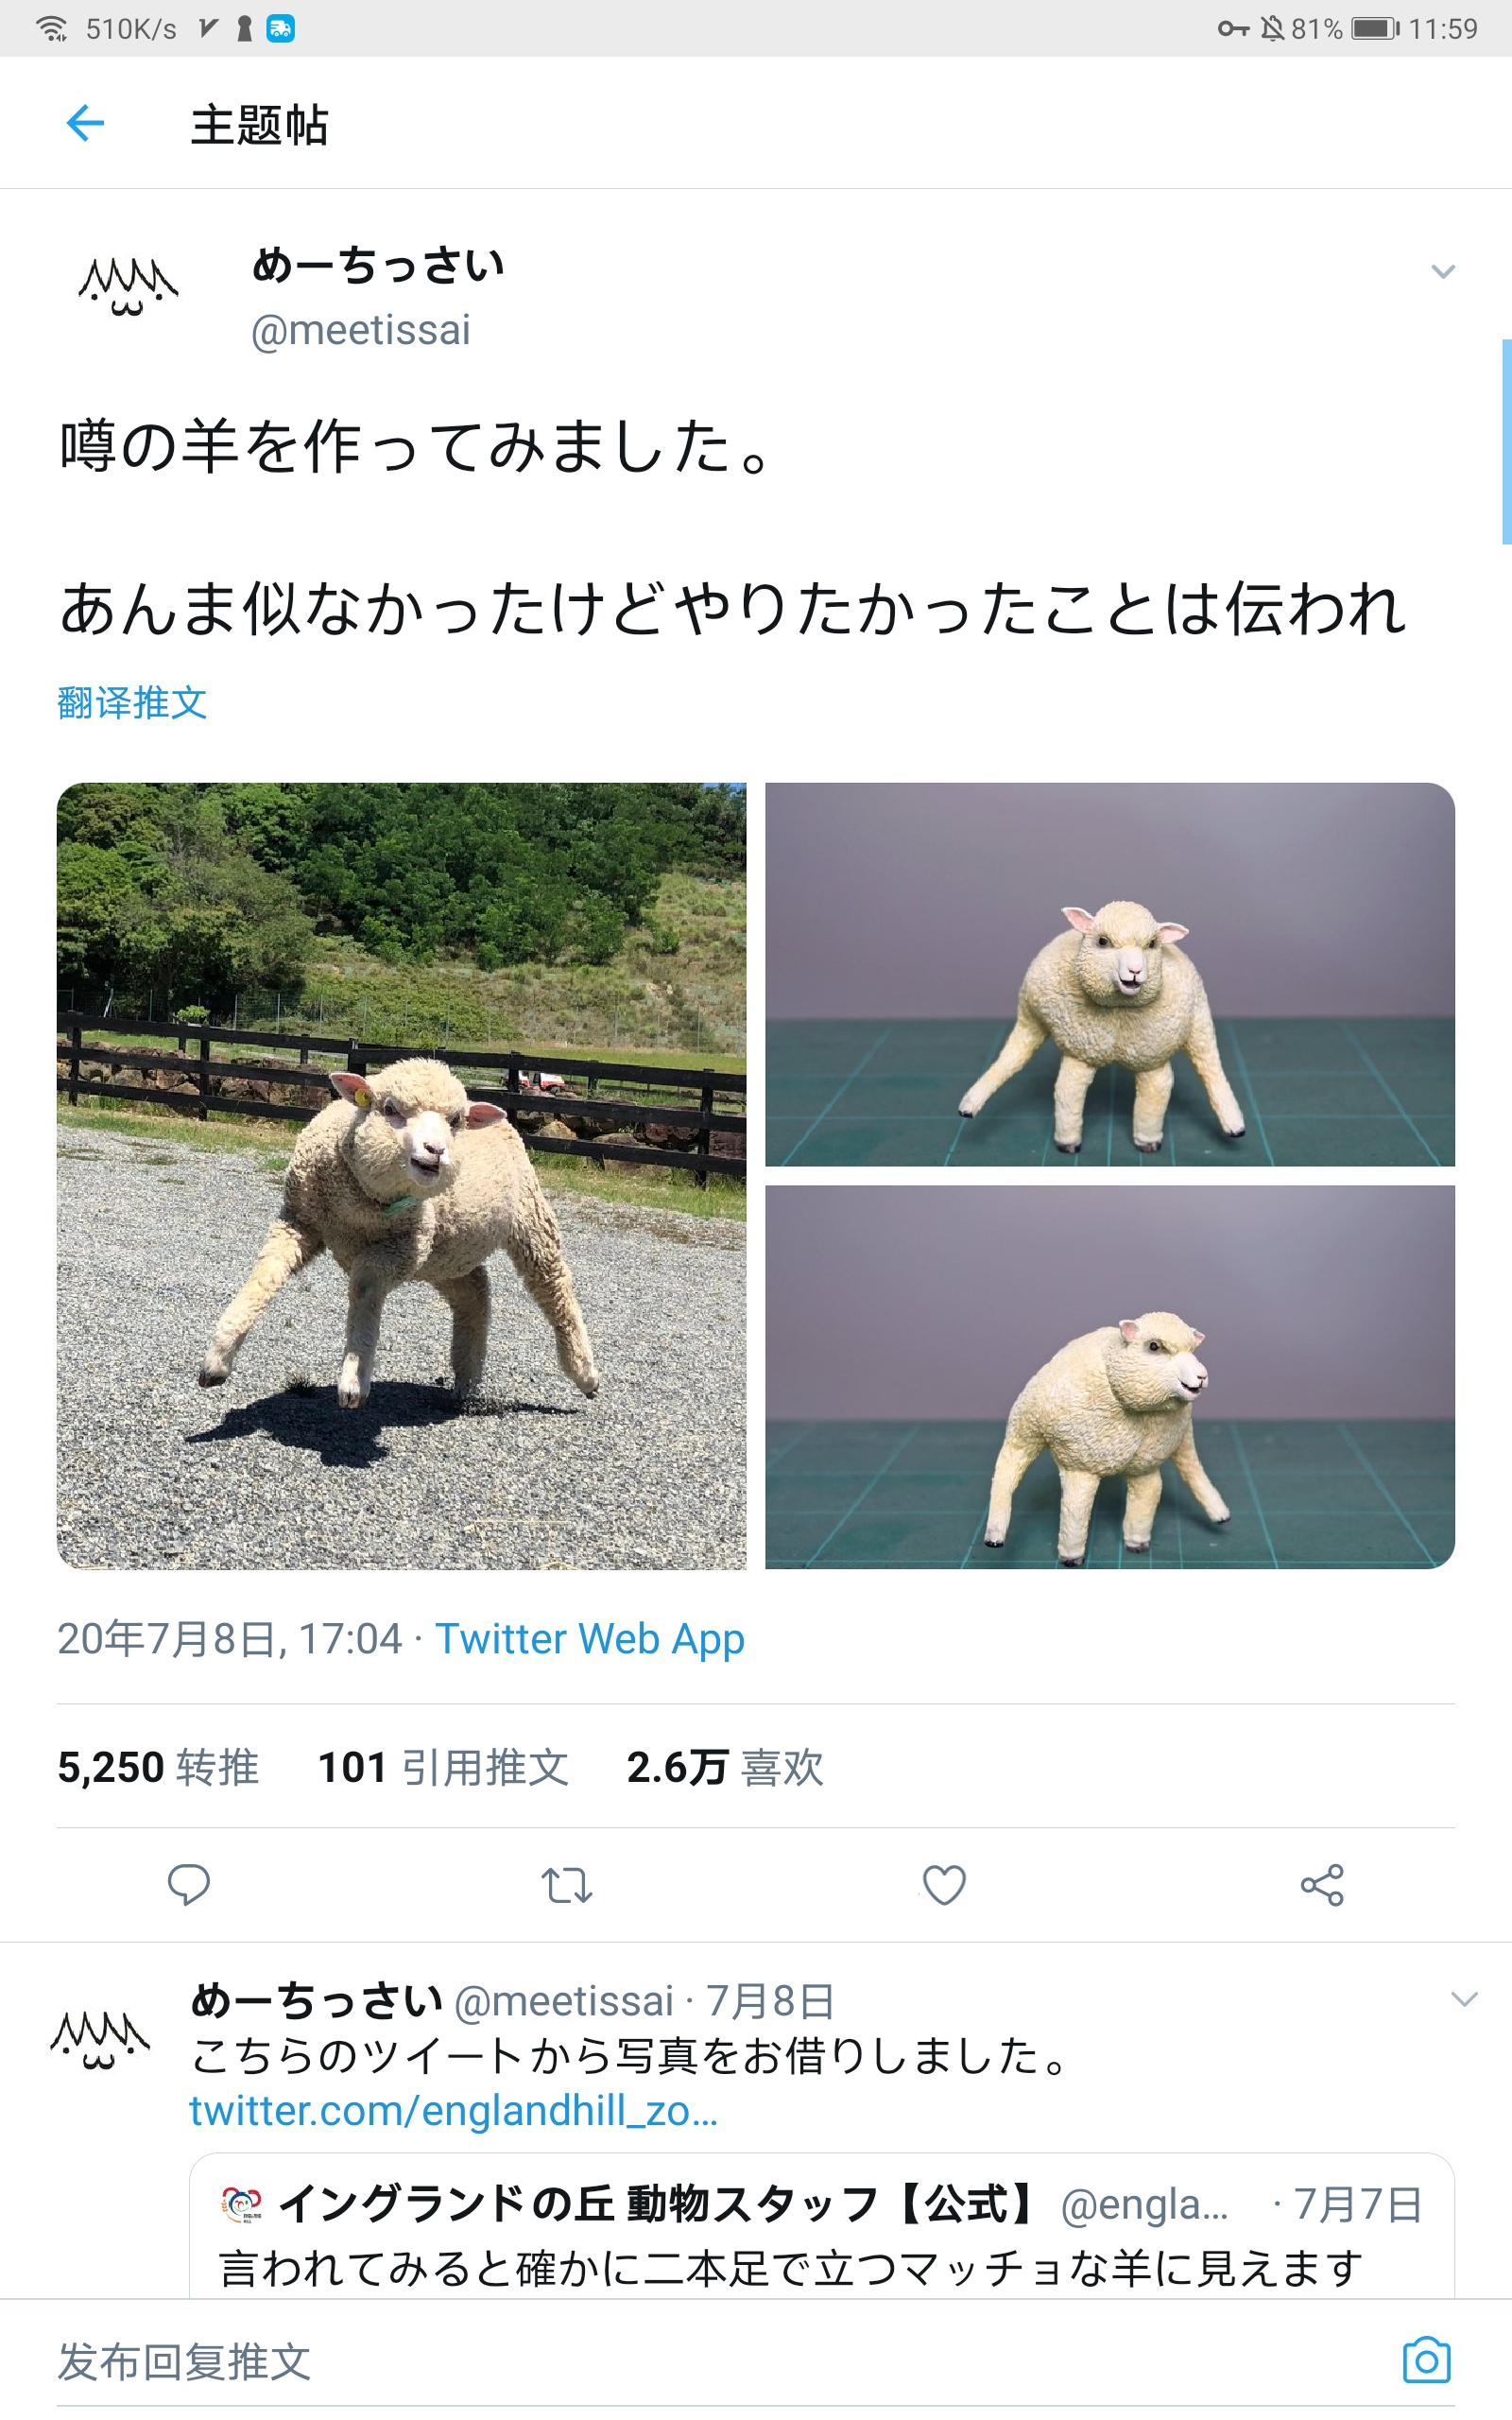 510K/s 81% 11:59
主题帖
めーちっさい
@meetissai
噂の羊を作ってみました。
あんま似なかったけどやりたかったことは伝われ
翻译推文
20年7月8日, 17:04 · Twitter Web App
5,250 转推 101 引用推文 2.6万 喜欢
めーちっさい @meetissai · 7月8日
こちらのツイートから写真をお借りしました。
twitter.com/englandhill_zo…
イングランドの丘 動物スタッフ【公式】 @engla… · 7月7日
言われてみると確かに二本足で立つマッチョな羊に見えます
发布回复推文